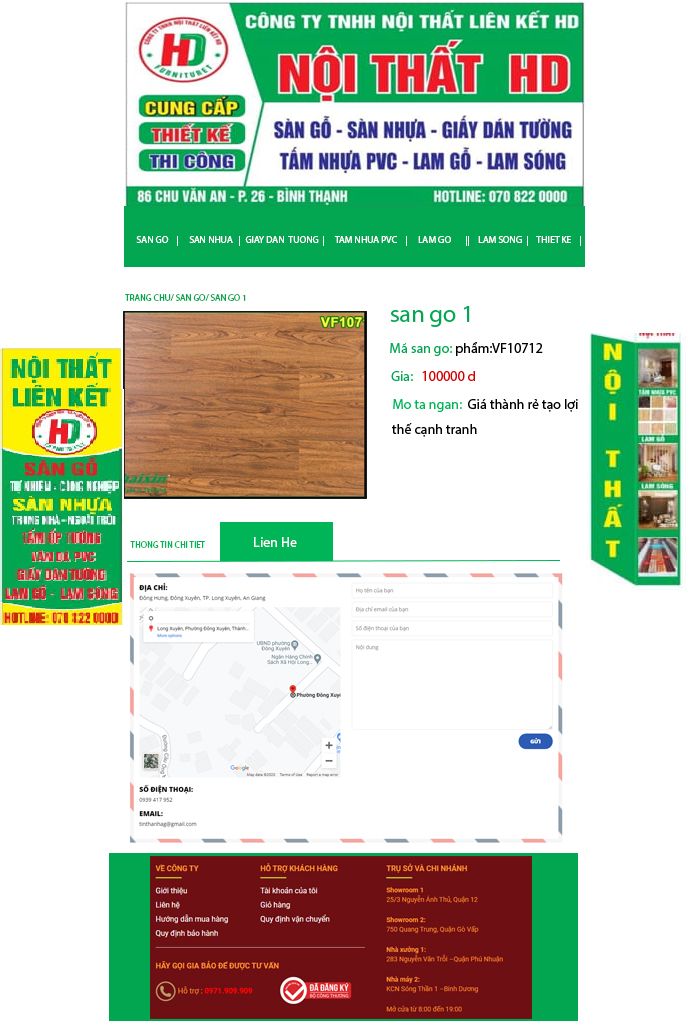 CÔNG TY TNHH NỘI THẤT LIÊN KẾT HD
HD
FURNITURE
NỘI THẤT HD
CUNG CẤP
THIẾT KẾ
THI CÔNG
SÀN GỖ - SÀN NHỰA - GIẤY DÁN TƯỜNG
TẤM NHỰA PVC - LAM GỖ - LAM SÓNG
86 CHU VĂN AN - P. 26 - BÌNH THẠNH
HOTLINE: 070 822 0000
SAN GO | SAN NHUA | GIAY DAN TUONG | TAM NHUA PVC | LAM GO || LAM SONG | THIET KE |
TRANG CHU/ SAN GO/ SAN GO 1
VF107
san go 1
Má san go: phẩm:VF10712
Gia: 100000 d
Mo ta ngan: Giá thành rẻ tạo lợi
thế cạnh tranh
NỘI THẤT
LIÊN KẾT
HD
SÀN GỖ
TỰ NHIÊN - CÔNG NGHIỆP
SÀN NHỰA
TRONG NHÀ - NGOÀI TRỜI
TẤM ỐP TƯỜNG
GIẤY DÁN TƯỜNG
LAM GỖ - LAM SÓNG
HOTLINE: 070 822 0000
NỘI THẤT
TẤM NHỰA PVC
LAM GỖ
LAM SÓNG
THONG TIN CHI TIET
Lien He
ĐỊA CHỈ:
Đông Hưng, Đông Xuyên, TP. Long Xuyên, An Giang
Long Xuyên, Phường Đông Xuyên, Thành...
More options
UBND phường
Đông Xuyên
Ngân Hàng Chính
Sách Xã Hội Long...
Phường Đông Xuyê
Google
Map data ©2020 Terms of Use Report a map error
Họ tên của bạn
Địa chỉ email của bạn
Số điện thoại của bạn
Nội dung
GỬI
SỐ ĐIỆN THOẠI:
0939 417 952
EMAIL:
tinthanhag@gmail.com
VỀ CÔNG TY
Giới thiệu
Liên hệ
Hướng dẫn mua hàng
Quy định bảo hành
HỖ TRỢ KHÁCH HÀNG
Tài khoản của tôi
Giỏ hàng
Quy định vận chuyển
HÃY GỌI GIA BẢO ĐỂ ĐƯỢC TƯ VẤN
Hỗ trợ : 0971.909.909
ĐÃ ĐĂNG KÝ
BỘ CÔNG THƯƠNG
TRỤ SỞ VÀ CHI NHÁNH
Showroom 1
25/3 Nguyễn Ảnh Thủ, Quận 12
Showroom 2:
750 Quang Trung, Quận Gò Vấp
Nhà xưởng 1:
283 Nguyễn Văn Trỗi –Quận Phú Nhuận
Nhà máy 2:
KCN Sóng Thần 1 –Bình Dương
Mở cửa từ 8:00 đến 19:00